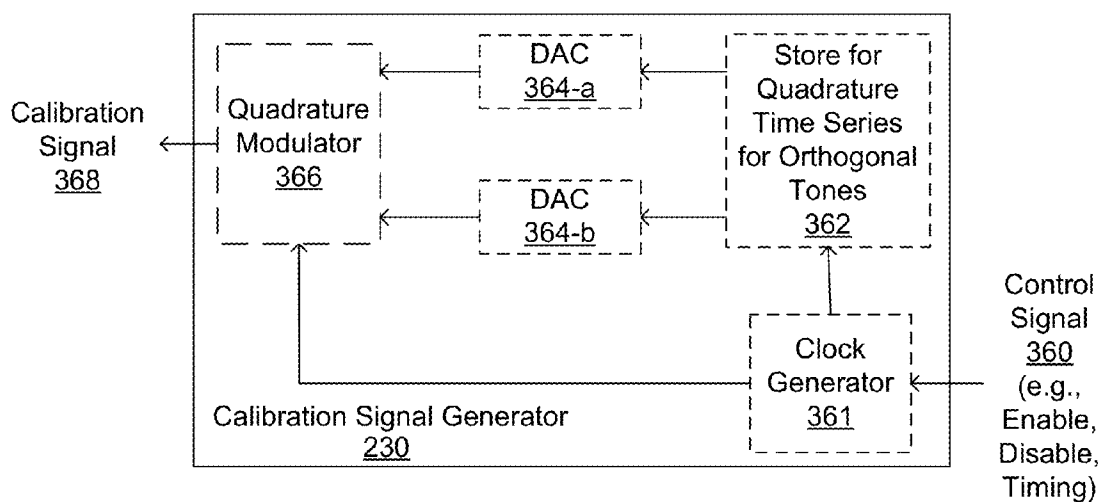 Calibration
Signal
368
Quadrature
Modulator
366
DAC
364-a
DAC
364-b
Store for
Quadrature
Time Series
for Orthogonal
Tones
362
Clock
Generator
361
Control
Signal
360
(e.g.,
Enable,
Disable,
Timing)
Calibration Signal Generator
230